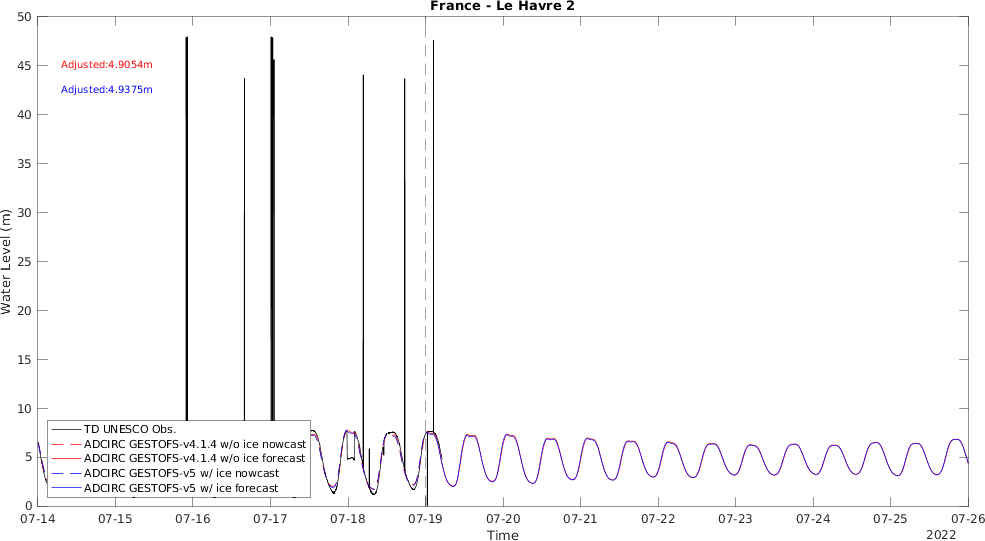 France - Le Havre 2
50
45
40
35
30
25
20
15
10
5
0
Water Level (m)
Adjusted:4.9054m
Adjusted:4.9375m
TD UNESCO Obs.
ADCIRC GESTOFS-v4.1.4 w/o ice nowcast
ADCIRC GESTOFS-v4.1.4 w/o ice forecast
ADCIRC GESTOFS-v5 w/ ice nowcast
ADCIRC GESTOFS-v5 w/ ice forecast
07-14 07-15 07-16 07-17 07-18 07-19 07-20 07-21 07-22 07-23 07-24 07-25 07-26
Time
2022